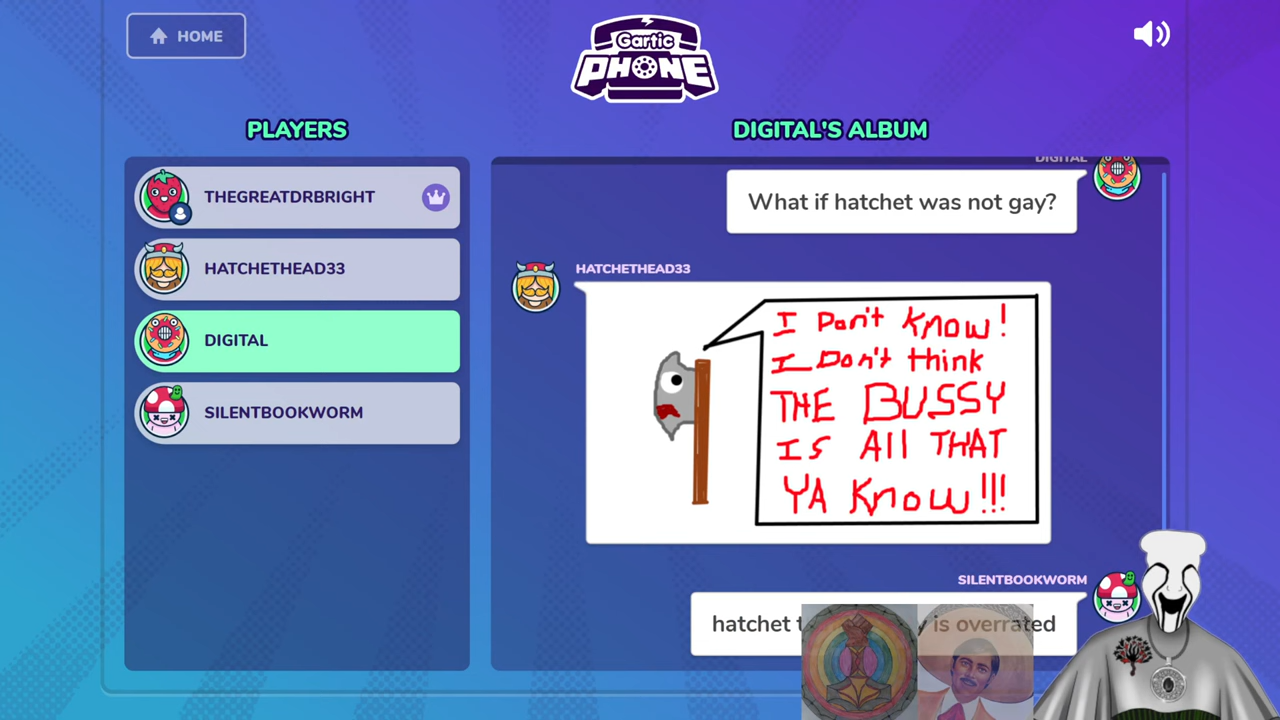 HOME
Gartic
PHONE
PLAYERS
DIGITAL'S ALBUM
THEGREATDRBRIGHT
HATCHETHEAD33
DIGITAL
SILENTBOOKWORM
DIGITAL
What if hatchet was not gay?
HATCHETHEAD33
I Don't Know!
I Don't think
THE BUSSY
IS All THAT
YA Know!!!
SILENTBOOKWORM
hatchet is overrated